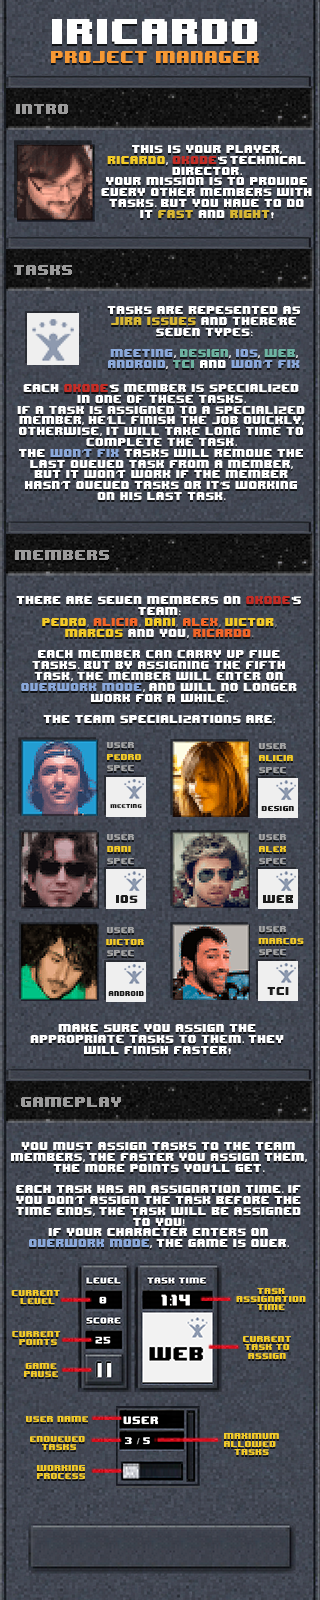 IRICARDO
PROJECT MANAGER
INTRO
THIS IS YOUR PLAYER,
RICARDO, OKODE'S TECHNICAL
DIRECTOR.
YOUR MISSION IS TO PROVIDE
EVERY OTHER MEMBERS WITH
TASKS. BUT YOU HAVE TO DO
IT FAST AND RIGHT!
TASKS
TASKS ARE REPESENTED AS
JIRA ISSUES AND THERE'RE
SEVEN TYPES:
MEETING, DESIGN, IOS, WEB,
ANDROID, TCI AND WON'T FIX
EACH OKODE'S MEMBER IS SPECIALIZED
IN ONE OF THESE TASKS.
IF A TASK IS ASSIGNED TO A SPECIALIZED
MEMBER, HE'LL FINISH THE JOB QUICKLY,
OTHERWISE, IT WILL TAKE LONG TIME TO
COMPLETE THE TASK.
THE WON'T FIX TASKS WILL REMOVE THE
LAST QUEUED TASK FROM A MEMBER,
BUT IT WON'T WORK IF THE MEMBER
HASN'T QUEUED TASKS OR IT'S WORKING
ON HIS LAST TASK.
MEMBERS
THERE ARE SEVEN MEMBERS ON OKODE'S
TEAM:
PEDRO, ALICIA, DANI, ALEX, VICTOR,
MARCOS AND YOU, RICARDO.
EACH MEMBER CAN CARRY UP FIVE
TASKS. BUT BY ASSIGNING THE FIFTH
TASK, THE MEMBER WILL ENTER ON
OVERWORK MODE, AND WILL NO LONGER
WORK FOR A WHILE.
THE TEAM SPECIALIZATIONS ARE:
USER
PEDRO
SPEC
MEETING
USER
ALICIA
SPEC
DESIGN
USER
DANI
SPEC
IOS
USER
ALEX
SPEC
WEB
USER
VICTOR
SPEC
ANDROID
USER
MARCOS
SPEC
TCI
MAKE SURE YOU ASSIGN THE
APPROPRIATE TASKS TO THEM. THEY
WILL FINISH FASTER!
GAMEPLAY
YOU MUST ASSIGN TASKS TO THE TEAM
MEMBERS, THE FASTER YOU ASSIGN THEM,
THE MORE POINTS YOU'LL GET.
EACH TASK HAS AN ASSIGNATION TIME. IF
YOU DON'T ASSIGN THE TASK BEFORE THE
TIME ENDS, THE TASK WILL BE ASSIGNED
TO YOU!
IF YOUR CHARACTER ENTERS ON
OVERWORK MODE, THE GAME IS OVER.
LEVEL
TASK TIME
CURRENT
LEVEL
8
1:14
TASK
ASSIGNATION
TIME
SCORE
CURRENT
POINTS
25
WEB
CURRENT
TASK TO
ASSIGN
GAME
PAUSE
USER NAME
USER
ENQUEUED
TASKS
3 / 5
MAXIMUM
ALLOWED
TASKS
WORKING
PROCESS